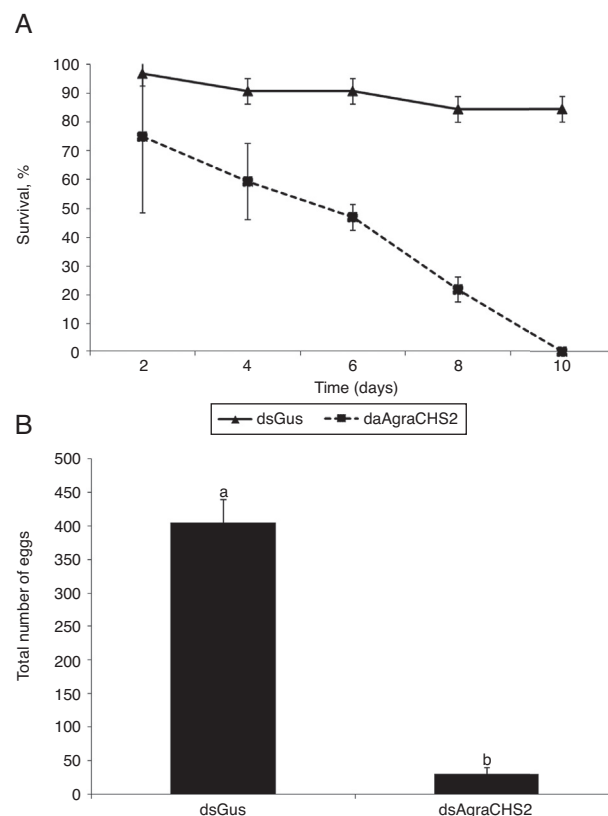 A
Survival, %
100
90
80
70
60
50
40
30
20
10
0
2 4 6 8 10
Time (days)
dsGus daAgraCHS2
B
Total number of eggs
500
450
400
350
300
250
200
150
100
50
0
a
b
dsGus dsAgraCHS2